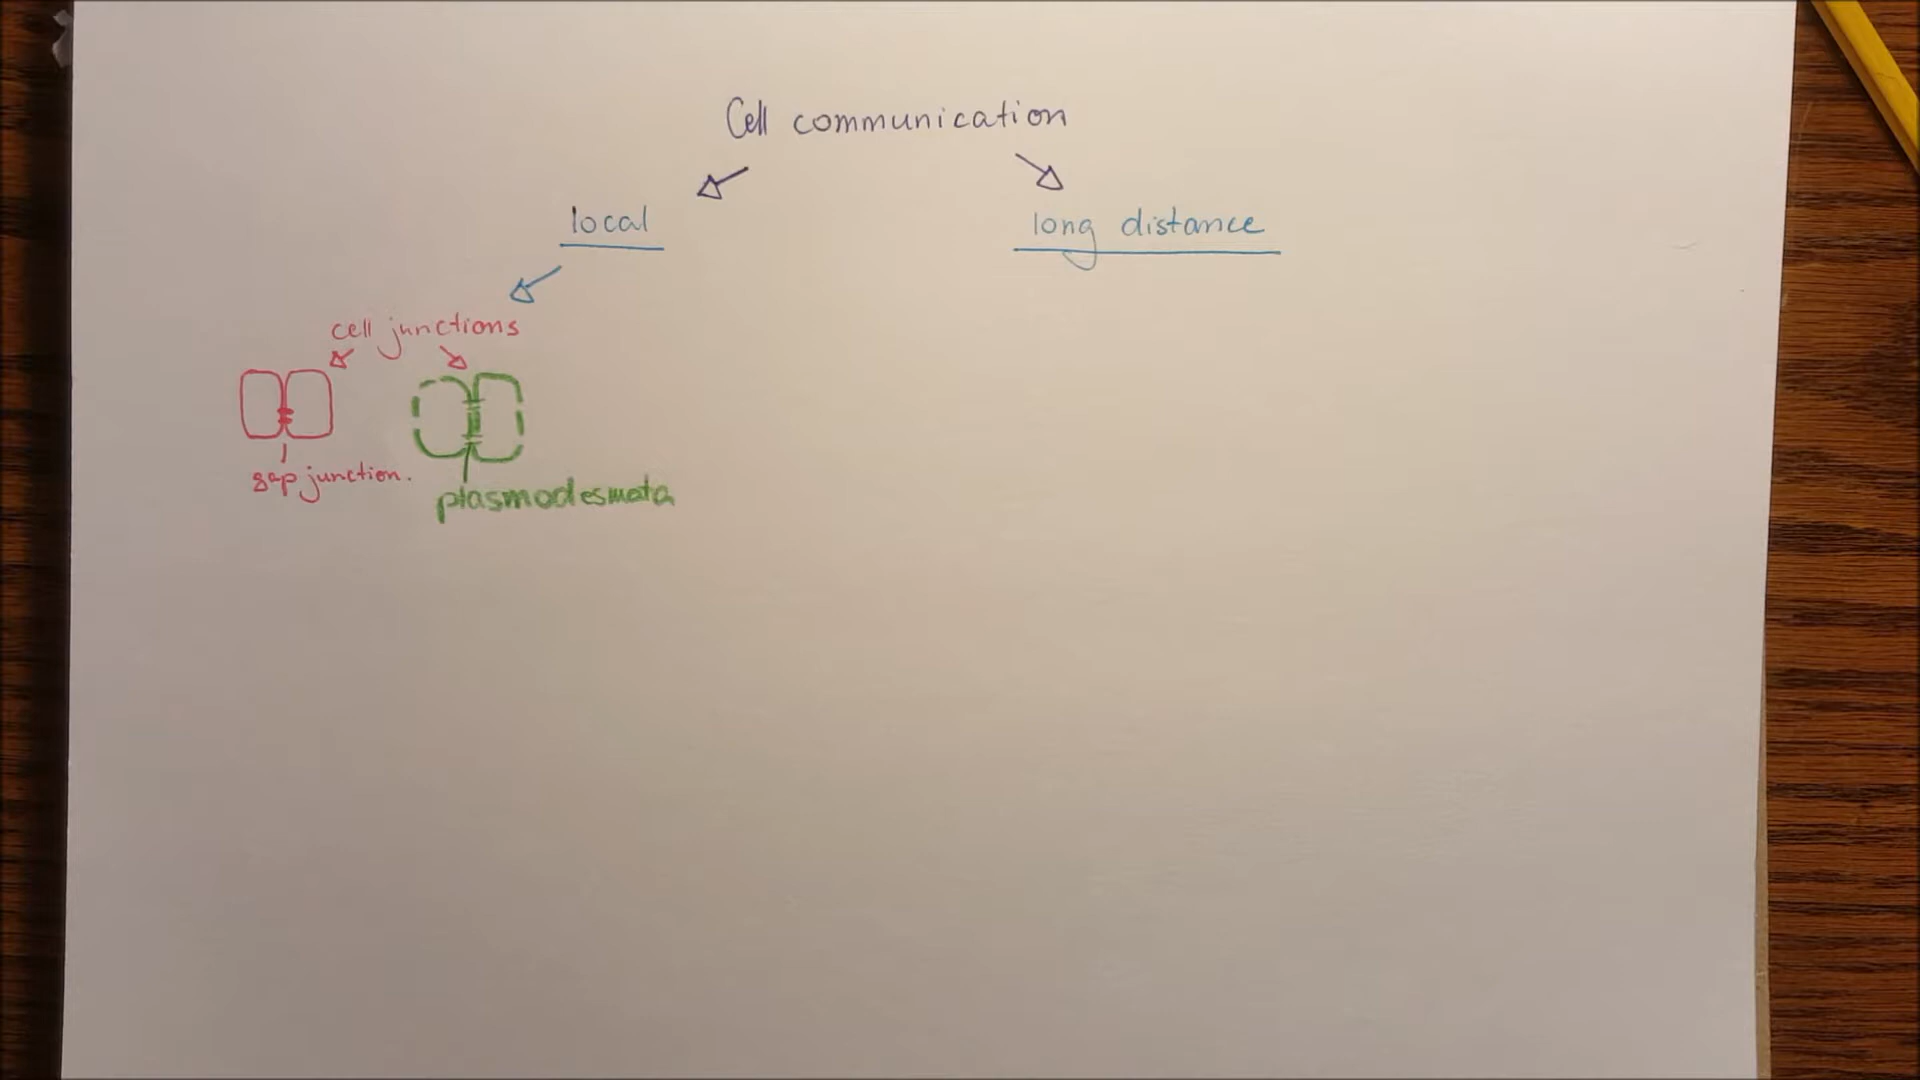 Cell communication
local
long distance
cell junctions
gap junction.
plasmodesmata